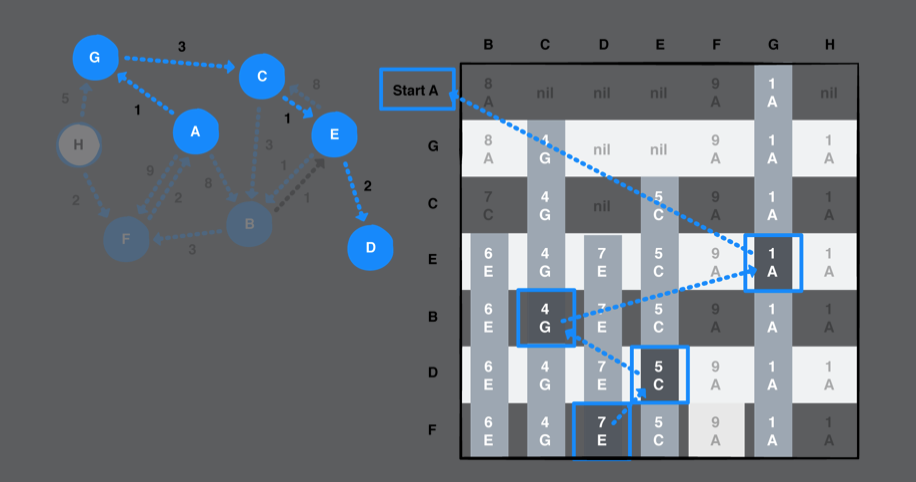 G
3
C
8
5
1
1
A
E
H
3
9
1
8
2
2
2
1
B
F
3
D
B C D E F G H
Start A
8 nil nil nil 9 1 nil
A A A
G
8 4 nil nil 9 1 1
A G A A A
C
7 4 nil 5 9 1 1
C G C A A A
E
6 4 7 5 9 1 1
E G E C A A A
B
6 4 7 5 9 1 1
E G E C A A A
D
6 4 7 5 9 1 1
E G E C A A A
F
6 4 7 5 9 1 1
E G E C A A A